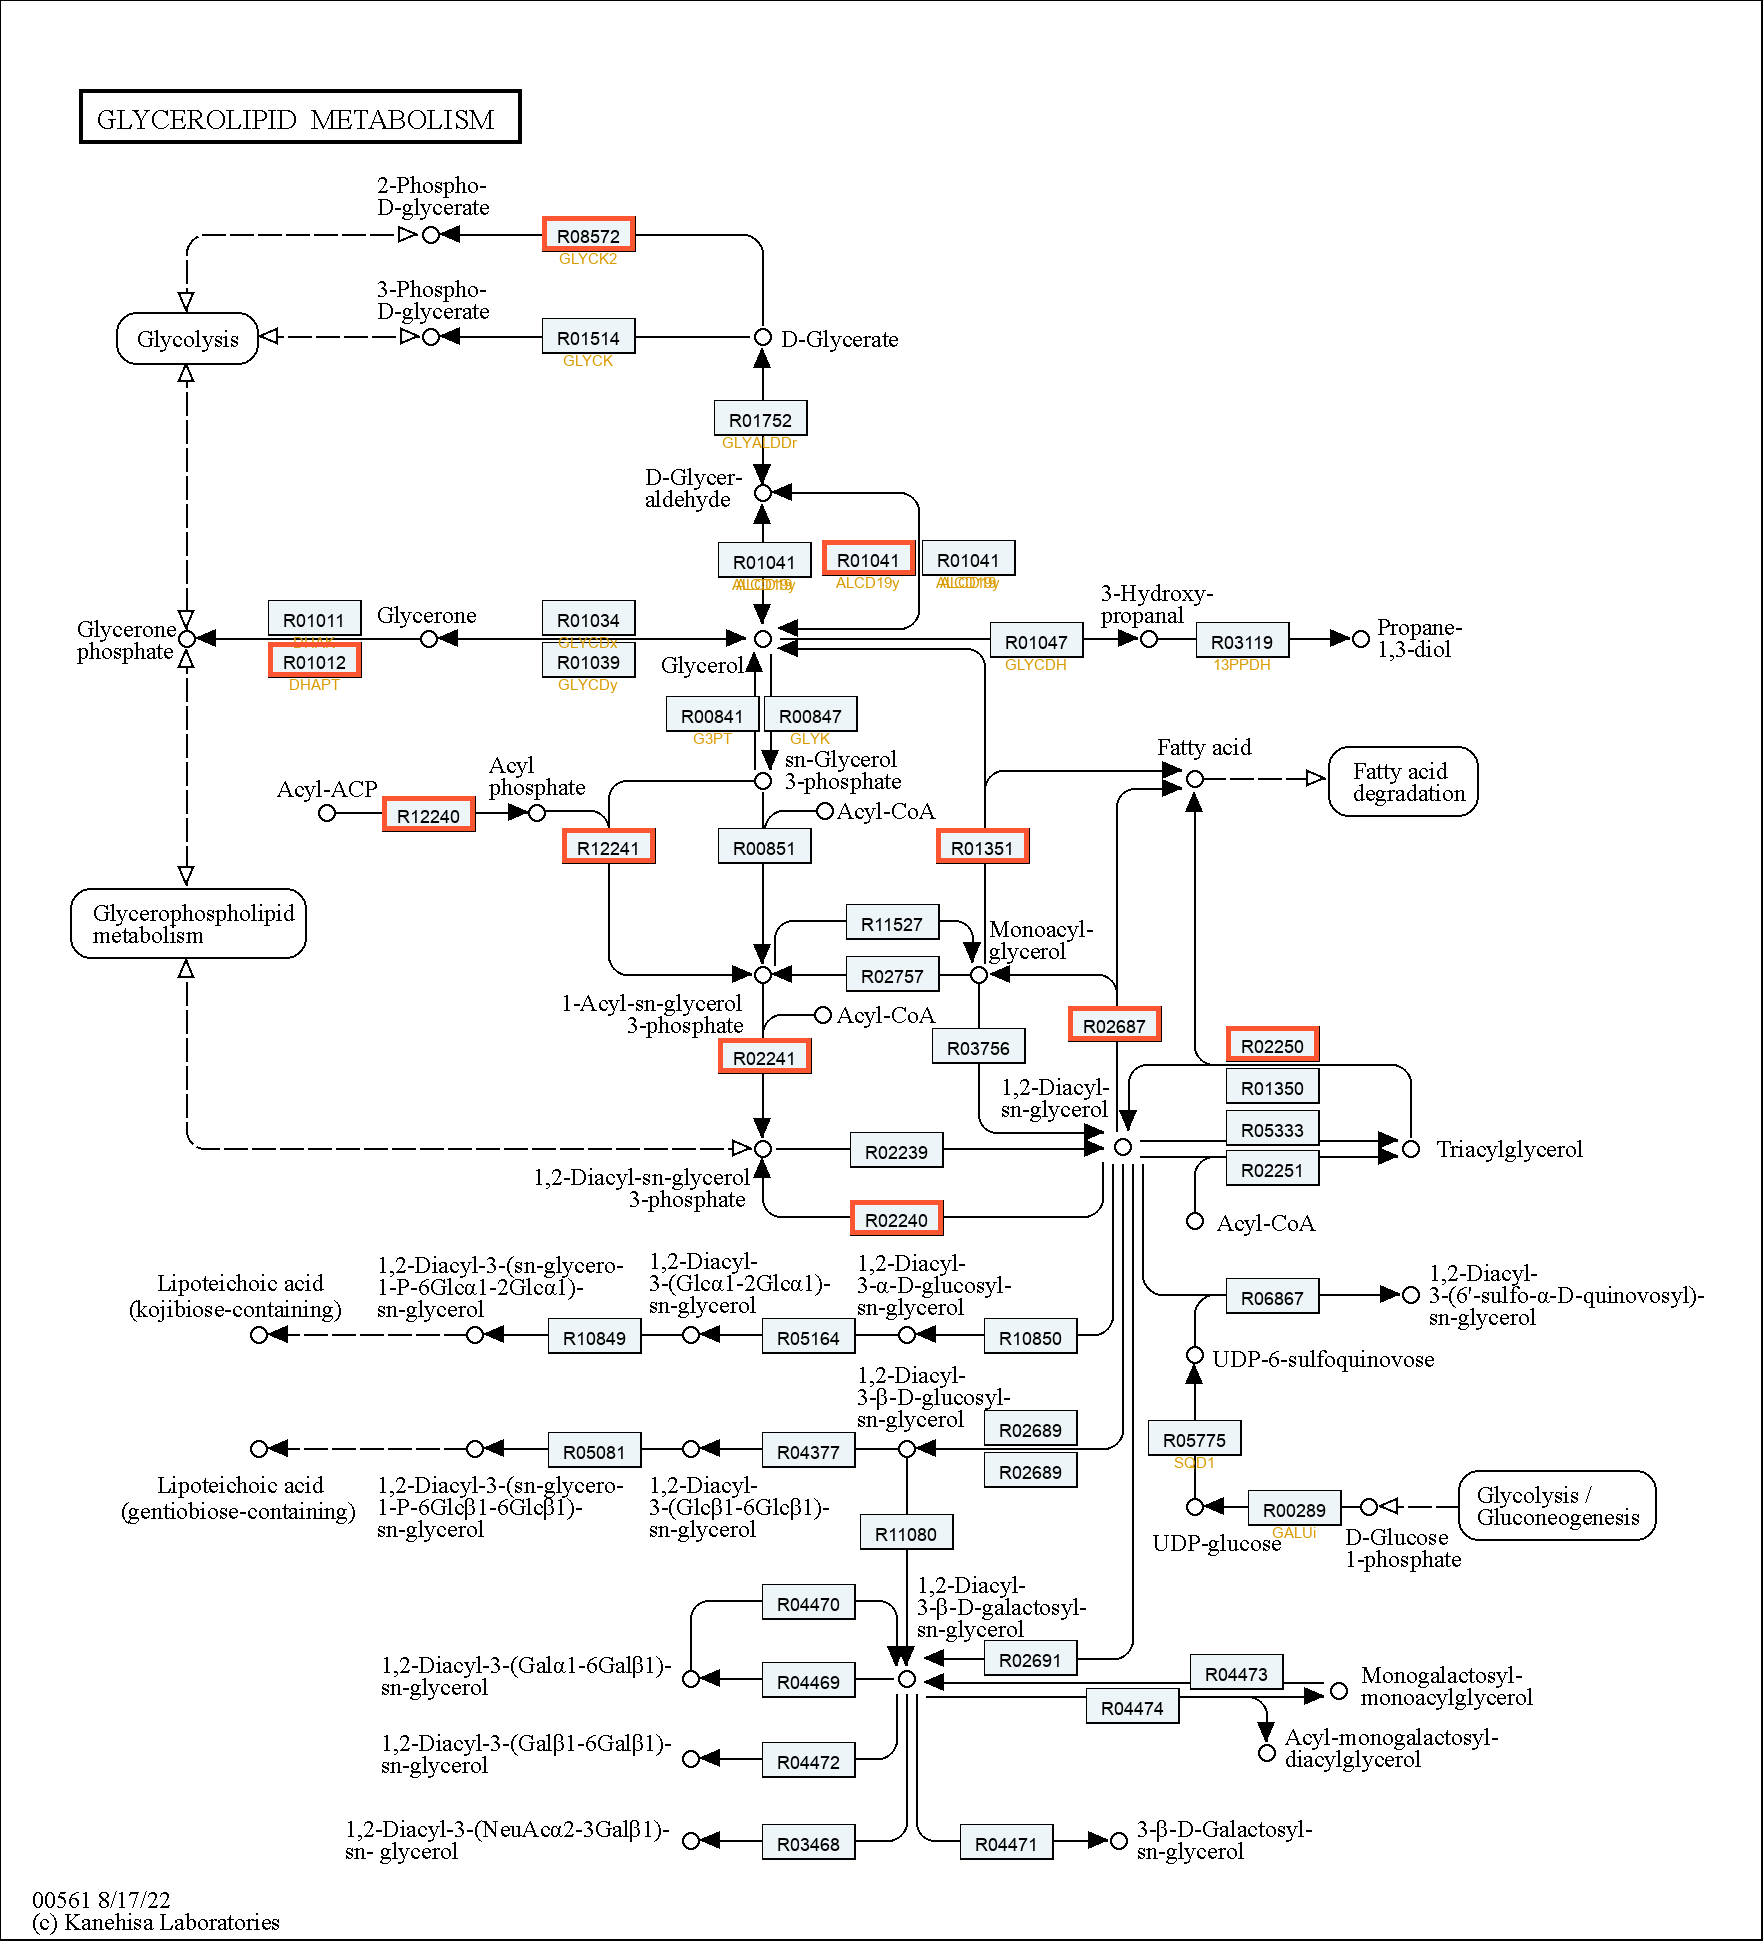 GLYCEROLIPID METABOLISM
2-Phospho-
D-glycerate
R08572
GLYCK2
3-Phospho-
D-glycerate
Glycolysis
R01514
GLYCK
D-Glycerate
R01752
GLYALDDr
D-Glycer-
aldehyde
R01041
R01041
ALCD19y
R01041
Glycerone
phosphate
R01011
R01012
DHAPT
Glycerone
R01034
GLYCDx
R01039
GLYCDy
Glycerol
R01047
GLYCDH
3-Hydroxy-
propanal
R03119
13PPDH
Propane-
1,3-diol
R00841
G3PT
R00847
GLYK
sn-Glycerol
3-phosphate
Fatty acid
Fatty acid
degradation
Acyl-ACP
R12240
Acyl
phosphate
R12241
R00851
Acyl-CoA
R01351
Glycerophospholipid
metabolism
R11527
R02757
Monoacyl-
glycerol
1-Acyl-sn-glycerol
3-phosphate
Acyl-CoA
R02241
R03756
R02687
R02250
R01350
R05333
R02251
1,2-Diacyl-
sn-glycerol
Triacylglycerol
R02239
1,2-Diacyl-sn-glycerol
3-phosphate
R02240
Acyl-CoA
Lipoteichoic acid
(kojibiose-containing)
1,2-Diacyl-3-(sn-glycero-
1-P-6Glcα1-2Glcα1)-
sn-glycerol
1,2-Diacyl-
3-(Glcα1-2Glcα1)-
sn-glycerol
1,2-Diacyl-
3-α-D-glucosyl-
sn-glycerol
R10849
R05164
R10850
R06867
1,2-Diacyl-
3-(6'-sulfo-α-D-quinovosyl)-
sn-glycerol
UDP-6-sulfoquinovose
1,2-Diacyl-
3-β-D-glucosyl-
sn-glycerol
R02689
R02689
R05081
R04377
Lipoteichoic acid
(gentiobiose-containing)
1,2-Diacyl-3-(sn-glycero-
1-P-6Glcβ1-6Glcβ1)-
sn-glycerol
1,2-Diacyl-
3-(Glcβ1-6Glcβ1)-
sn-glycerol
R11080
R05775
SQD1
UDP-glucose
R00289
GALUi
D-Glucose
1-phosphate
Glycolysis /
Gluconeogenesis
R04470
1,2-Diacyl-
3-β-D-galactosyl-
sn-glycerol
R02691
1,2-Diacyl-3-(Galα1-6Galβ1)-
sn-glycerol
R04469
R04473
R04474
Monogalactosyl-
monoacylglycerol
Acyl-monogalactosyl-
diacylglycerol
1,2-Diacyl-3-(Galβ1-6Galβ1)-
sn-glycerol
R04472
1,2-Diacyl-3-(NeuAcα2-3Galβ1)-
sn- glycerol
R03468
R04471
3-β-D-Galactosyl-
sn-glycerol
00561 8/17/22
(c) Kanehisa Laboratories